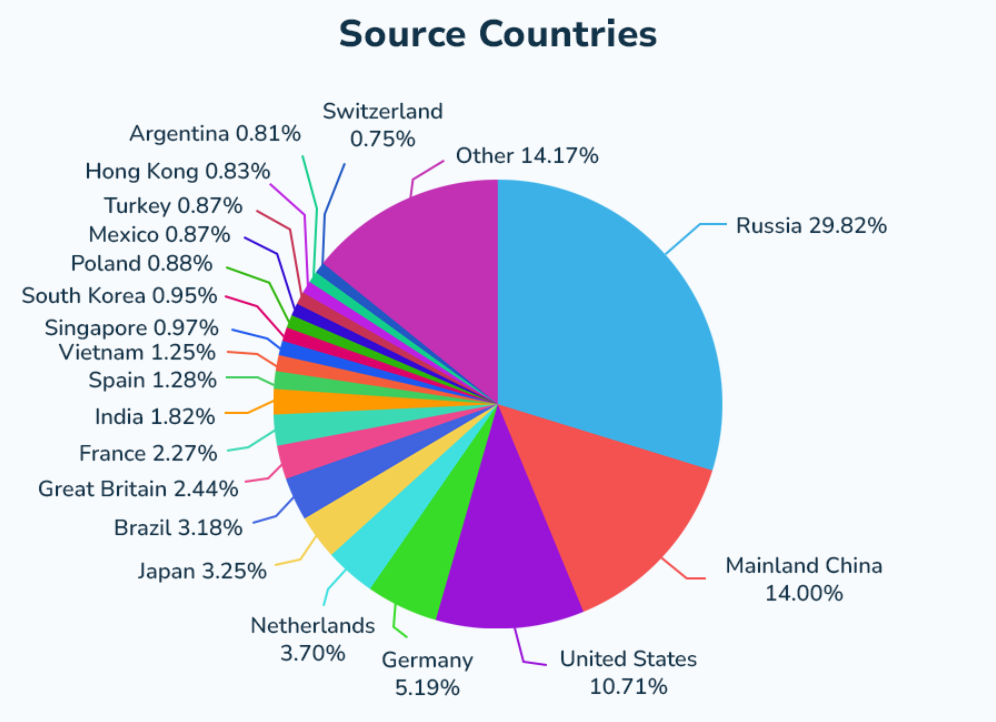 Source Countries
Switzerland
0.75%
Argentina 0.81%
Other 14.17%
Hong Kong 0.83%
Turkey 0.87%
Russia 29.82%
Mexico 0.87%
Poland 0.88%
South Korea 0.95%
Singapore 0.97%
Vietnam 1.25%
Spain 1.28%
India 1.82%
France 2.27%
Great Britain 2.44%
Brazil 3.18%
Japan 3.25%
Mainland China
14.00%
Netherlands
3.70%
Germany
5.19%
United States
10.71%